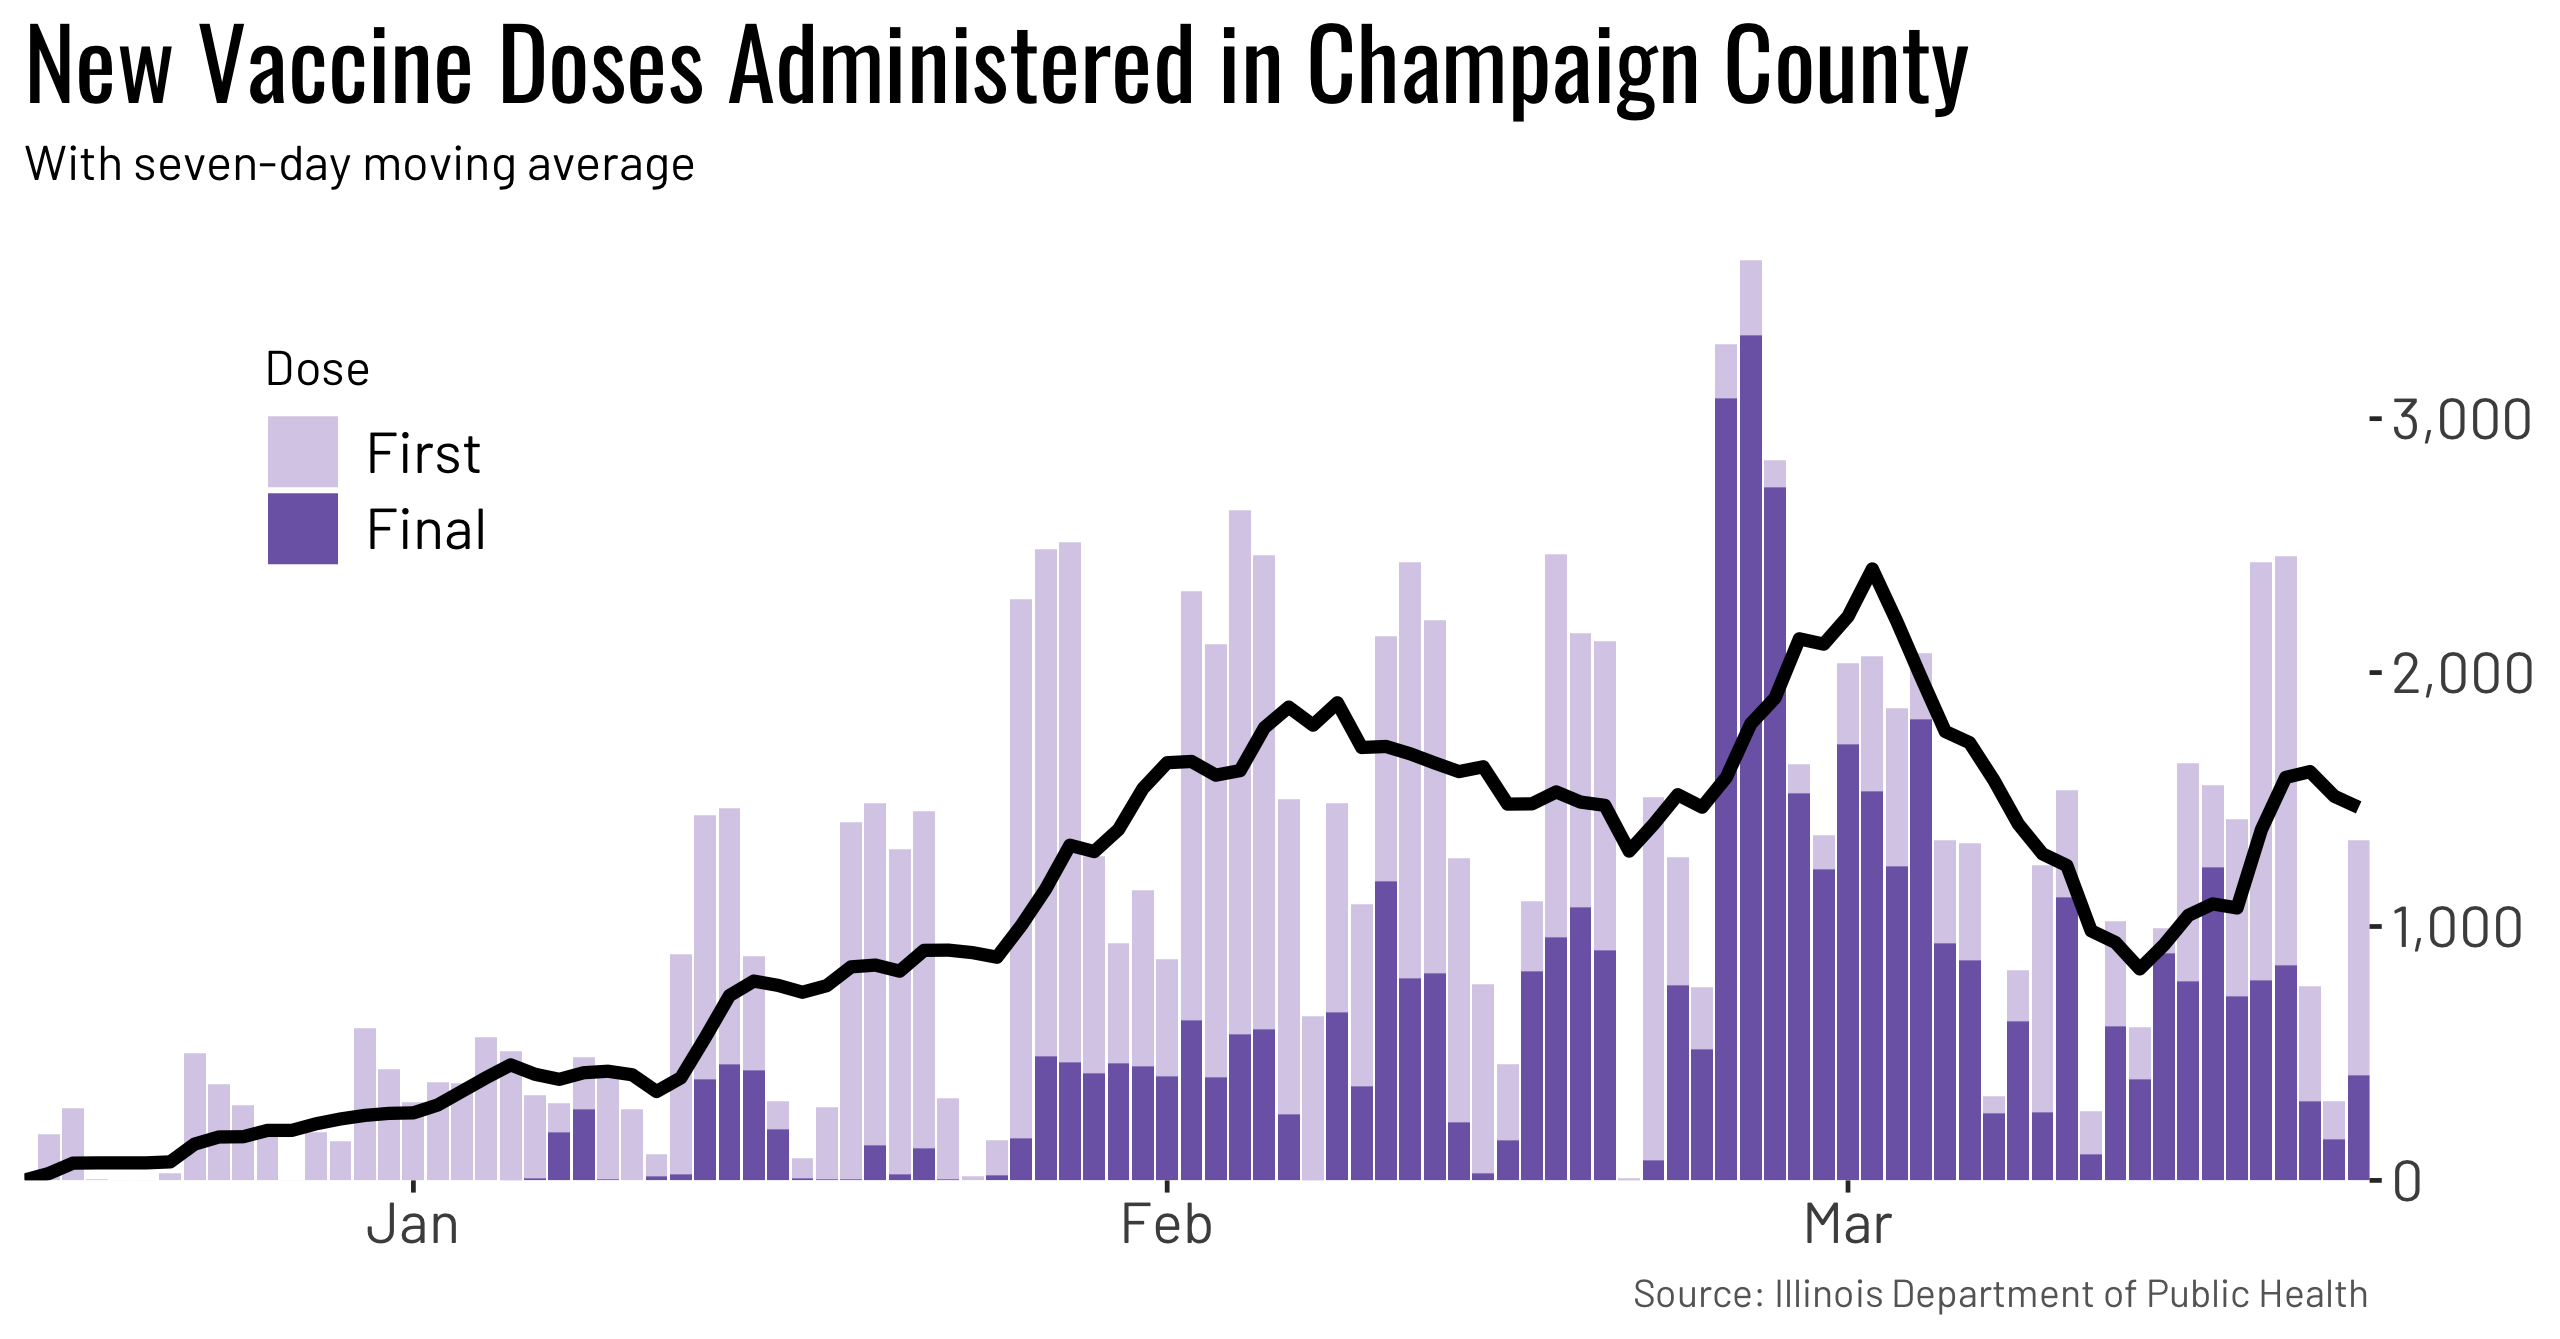 New Vaccine Doses Administered in Champaign County
With seven-day moving average
Dose
First
Final
3,000
2,000
1,000
0
Jan Feb Mar
Source: Illinois Department of Public Health